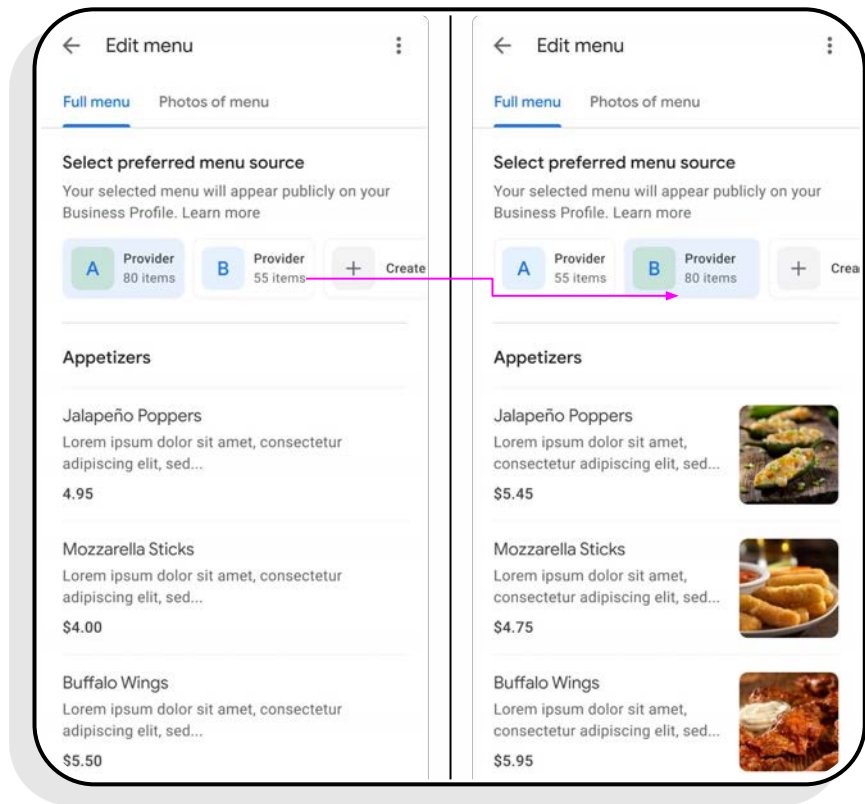 Edit menu
Full menu Photos of menu
Select preferred menu source
Your selected menu will appear publicly on your
Business Profile. Learn more
A Provider
80 items
B Provider
55 items
+ Create
Appetizers
Jalapeño Poppers
Lorem ipsum dolor sit amet, consectetur
adipiscing elit, sed...
4.95
Mozzarella Sticks
Lorem ipsum dolor sit amet, consectetur
adipiscing elit, sed...
$4.00
Buffalo Wings
Lorem ipsum dolor sit amet, consectetur
adipiscing elit, sed...
$5.50
Edit menu
Full menu Photos of menu
Select preferred menu source
Your selected menu will appear publicly on your
Business Profile. Learn more
A Provider
55 items
B Provider
80 items
+ Crea
Appetizers
Jalapeño Poppers
Lorem ipsum dolor sit amet,
consectetur adipiscing elit, sed...
$5.45
Mozzarella Sticks
Lorem ipsum dolor sit amet,
consectetur adipiscing elit, sed...
$4.75
Buffalo Wings
Lorem ipsum dolor sit amet,
consectetur adipiscing elit, sed...
$5.95